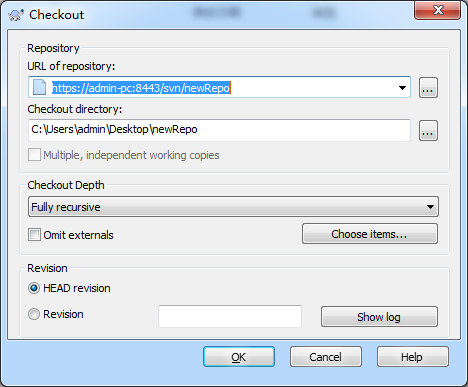 Checkout
Repository
URL of repository:
https://admin-pc:8443/svn/newRepo
...
Checkout directory:
C:\Users\admin\Desktop\newRepo
...
Multiple, independent working copies
Checkout Depth
Fully recursive
Omit externals
Choose items...
Revision
HEAD revision
Revision
Show log
OK
Cancel
Help